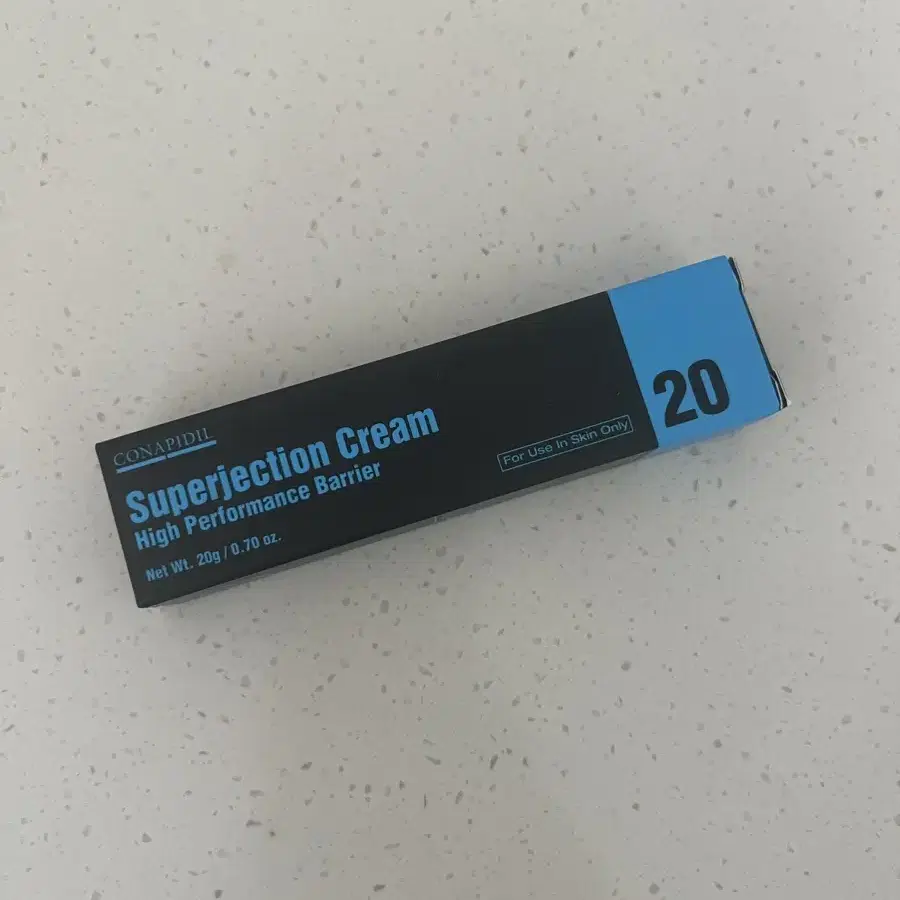 CONAPIDIL
Superjection Cream
High Performance Barrier
Net Wt. 20g / 0.70 oz.
For Use In Skin Only
20